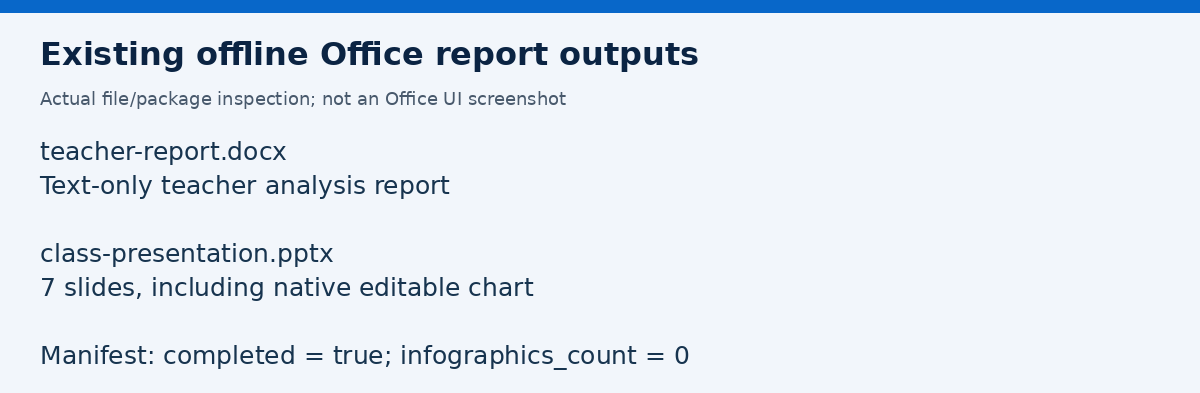 Existing offline Office report outputs
Actual file/package inspection; not an Office UI screenshot
teacher-report.docx
Text-only teacher analysis report
class-presentation.pptx
7 slides, including native editable chart
Manifest: completed = true; infographics_count = 0